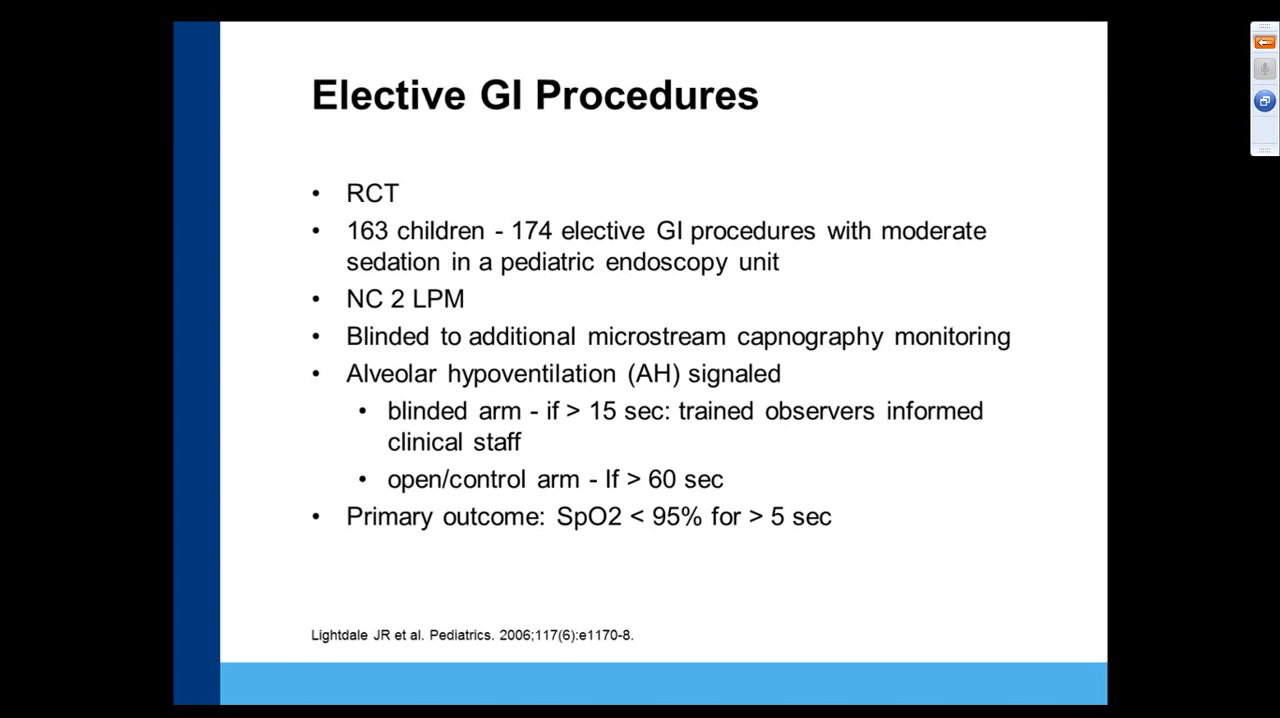 Elective GI Procedures
• RCT
• 163 children - 174 elective GI procedures with moderate
sedation in a pediatric endoscopy unit
• NC 2 LPM
• Blinded to additional microstream capnography monitoring
• Alveolar hypoventilation (AH) signaled
• blinded arm - if > 15 sec: trained observers informed
clinical staff
• open/control arm - If > 60 sec
• Primary outcome: SpO2 < 95% for > 5 sec
Lightdale JR et al. Pediatrics. 2006;117(6):e1170-8.